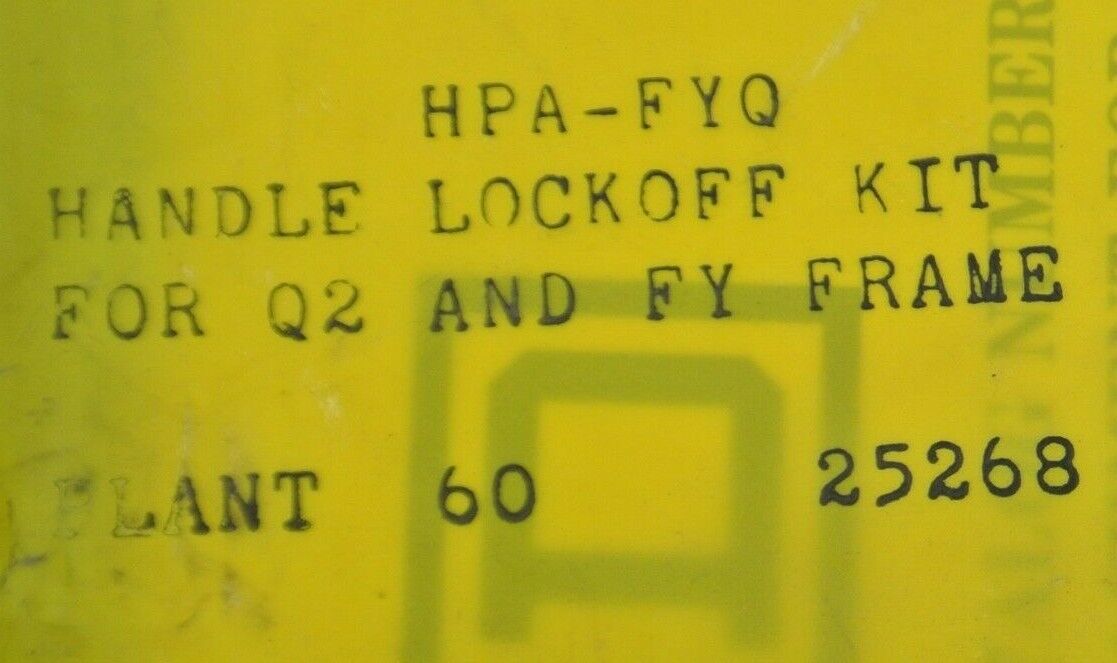 HPA-FYQ
HANDLE LOCKOFF KIT
FOR Q2 AND FY FRAME
PLANT 60 25268